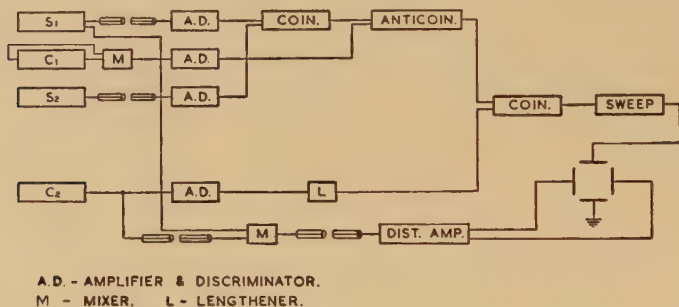 S1 A.D. COIN. ANTICOIN.
C1 M A.D.
S2 A.D. COIN. SWEEP
C2 A.D. L
M DIST. AMP.
A.D. - AMPLIFIER & DISCRIMINATOR.
M - MIXER. L - LENGTHENER.